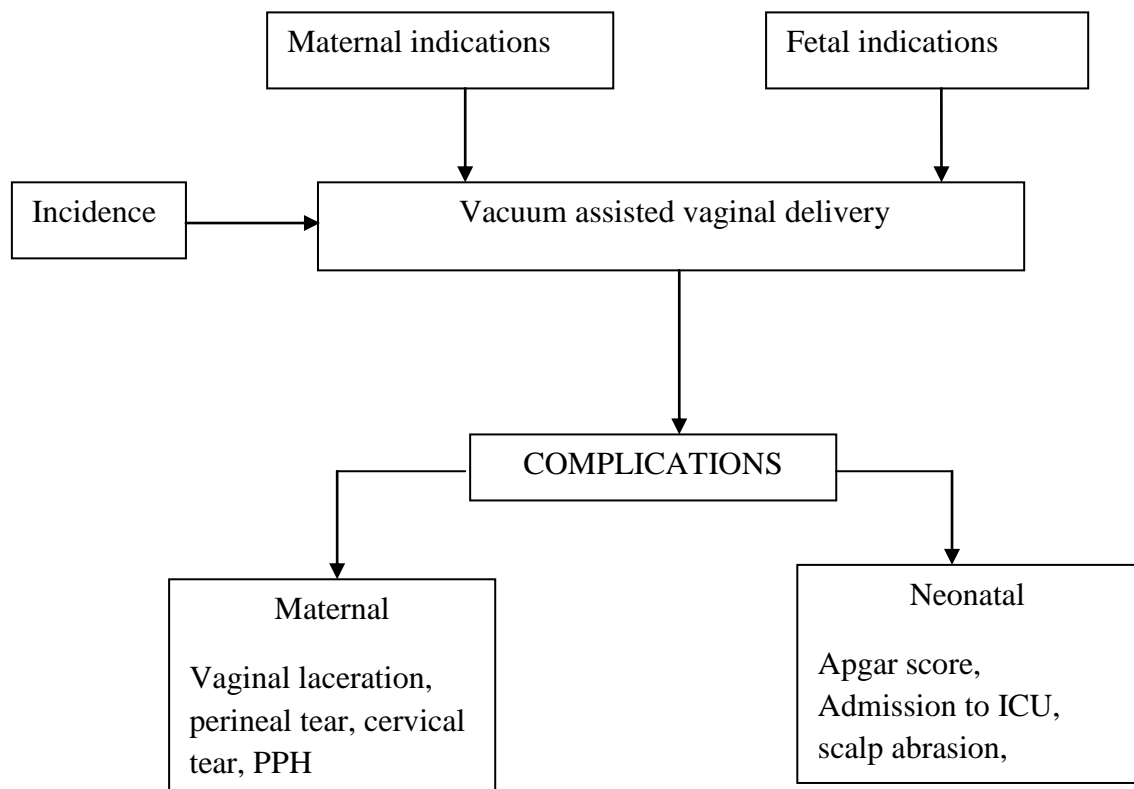 Maternal indications
Fetal indications
Incidence
Vacuum assisted vaginal delivery
COMPLICATIONS
Maternal
Vaginal laceration,
perineal tear, cervical
tear, PPH
Neonatal
Apgar score,
Admission to ICU,
scalp abrasion,